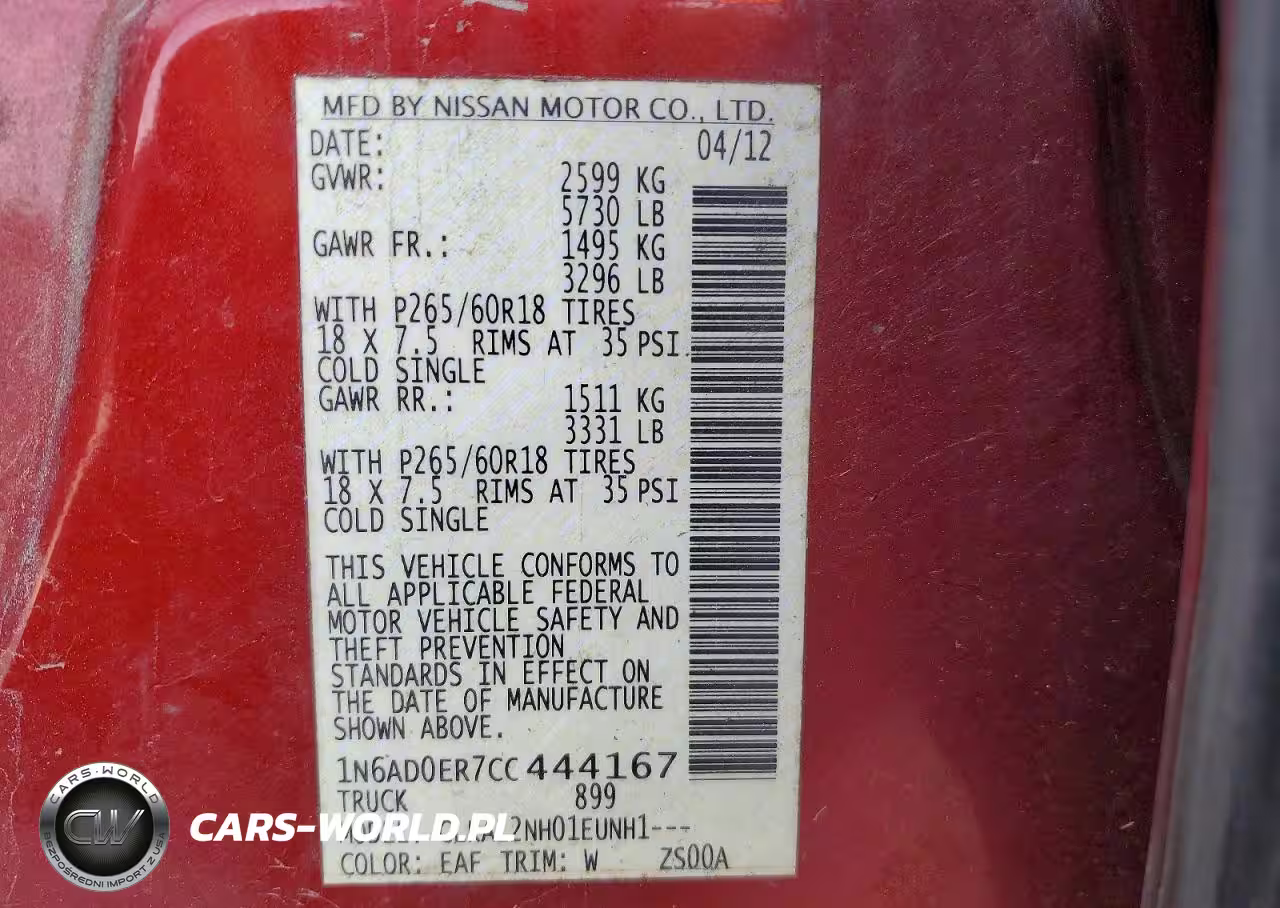 MFD BY NISSAN MOTOR CO., LTD.
DATE: 04/12
GVWR: 2599 KG
5730 LB
GAWR FR.: 1495 KG
3296 LB
WITH P265/60R18 TIRES
18 X 7.5 RIMS AT 35 PSI
COLD SINGLE
GAWR RR.: 1511 KG
3331 LB
WITH P265/60R18 TIRES
18 X 7.5 RIMS AT 35 PSI
COLD SINGLE
THIS VEHICLE CONFORMS TO
ALL APPLICABLE FEDERAL
MOTOR VEHICLE SAFETY AND
THEFT PREVENTION
STANDARDS IN EFFECT ON
THE DATE OF MANUFACTURE
SHOWN ABOVE.
1N6AD0ER7CC444167
TRUCK 899
2NH01EUNH1---
COLOR: EAF TRIM: W ZS00A
CARS-WORLD
CW
BEZPOŚREDNI IMPORT Z USA
CARS-WORLD.PL